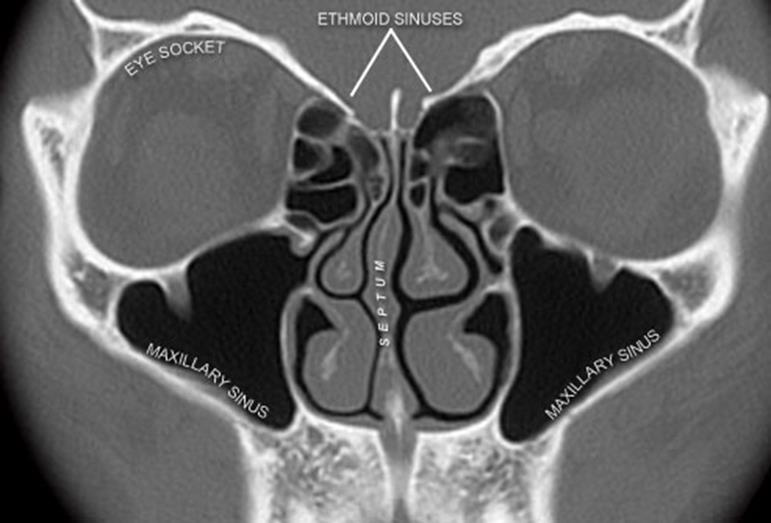 ETHMOID SINUSES
EYE SOCKET
SEPTUM
MAXILLARY SINUS
MAXILLARY SINUS